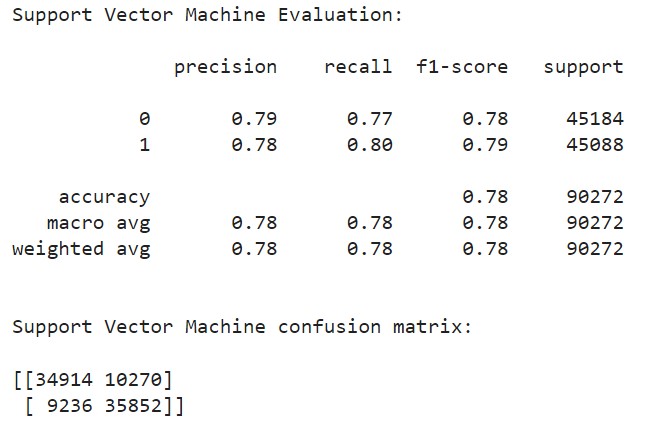 Support Vector Machine Evaluation:
precision recall f1-score support
0 0.79 0.77 0.78 45184
1 0.78 0.80 0.79 45088
accuracy 0.78 90272
macro avg 0.78 0.78 0.78 90272
weighted avg 0.78 0.78 0.78 90272
Support Vector Machine confusion matrix:
[[34914 10270]
[ 9236 35852]]